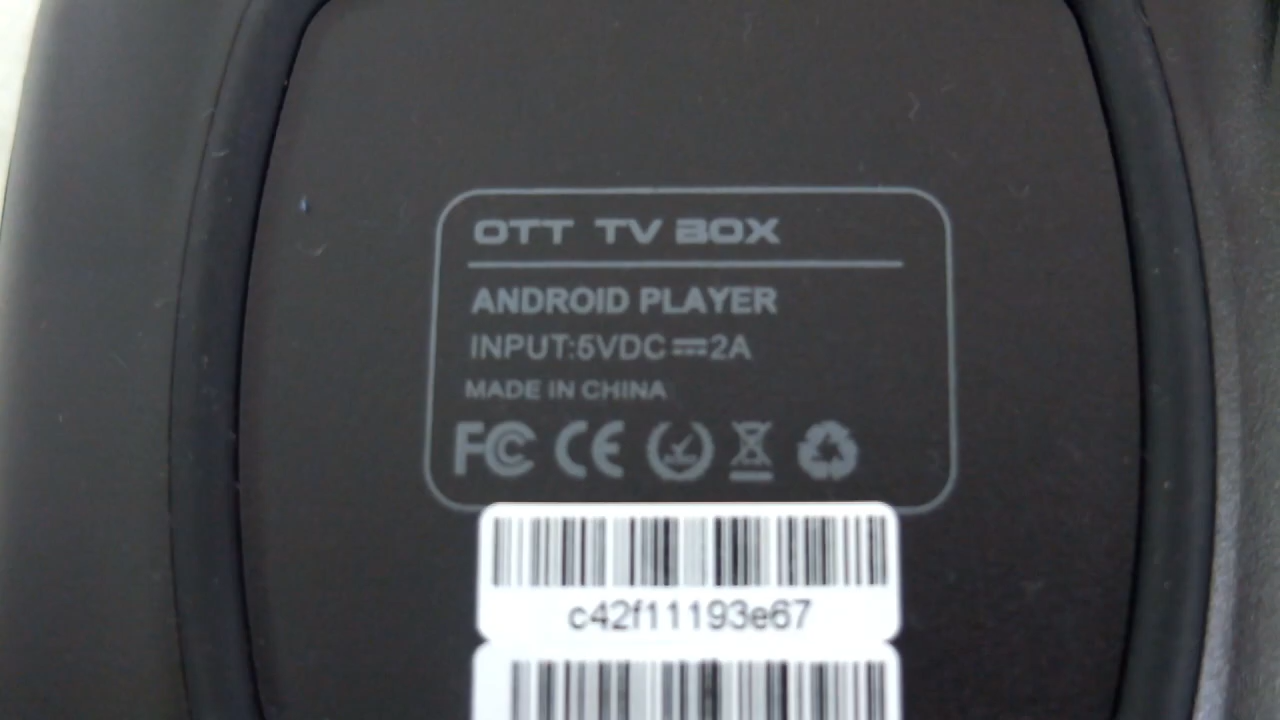 OTT TV BOX
ANDROID PLAYER
INPUT:5VDC⎓2A
MADE IN CHINA
FC CE
c42f11193e67